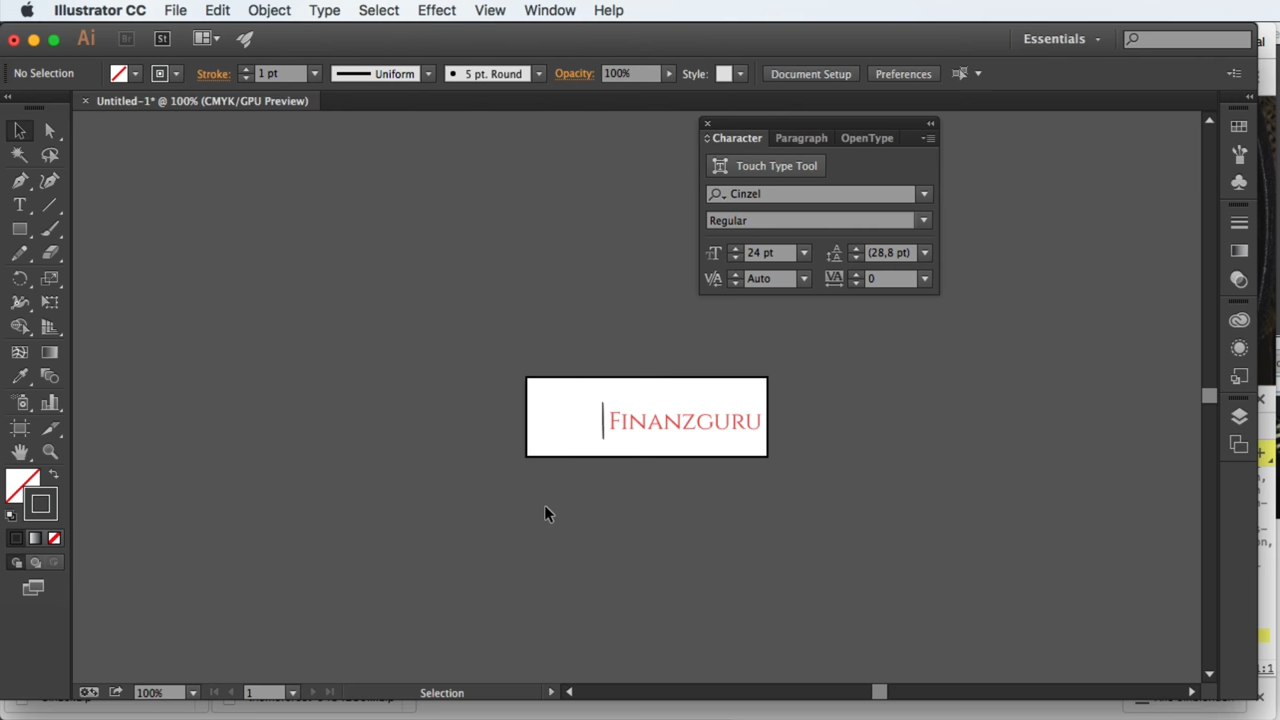 Illustrator CC File Edit Object Type Select Effect View Window Help
Ai Br St Essentials
No Selection Stroke: 1 pt Uniform 5 pt. Round Opacity: 100% Style: Document Setup Preferences
× Untitled-1* @ 100% (CMYK/GPU Preview)
Character Paragraph OpenType
Touch Type Tool
Cinzel
Regular
24 pt (28,8 pt)
Auto 0
Finanzguru
100% 1 Selection